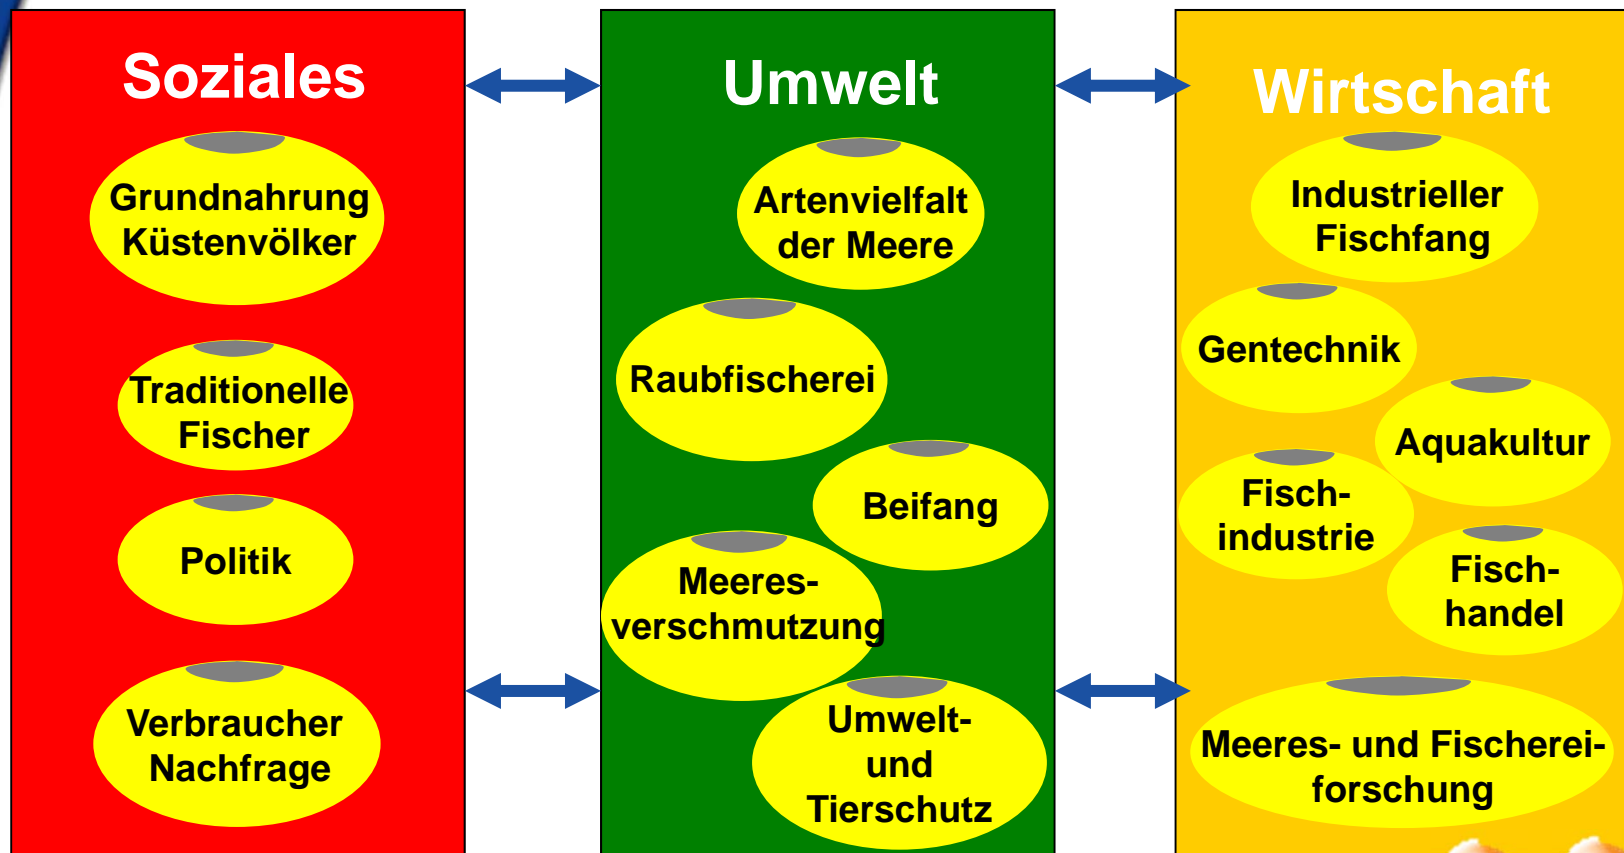 Soziales
Grundnahrung
Küstenvölker
Traditionelle
Fischer
Politik
Verbraucher
Nachfrage
Umwelt
Artenvielfalt
der Meere
Raubfischerei
Beifang
Meeres-
verschmutzung
Umwelt-
und
Tierschutz
Wirtschaft
Industrieller
Fischfang
Gentechnik
Aquakultur
Fisch-
industrie
Fisch-
handel
Meeres- und Fischerei-
forschung